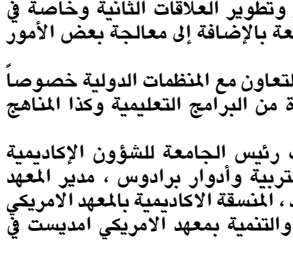 وتطوير العلاقات الثانية وخاصة في
عة بالإضافة إلى معالجة بعض الأمور
لتعاون مع المنظمات الدولية خصوصاً
ة من البرامج التعليمية وكذا المناهج
رئيس الجامعة للشؤون الإكاديمية
تربية وأدوار برادوس ، مدير المعهد
، المنسقة الاكاديمية بالمعهد الامريكي
والتنمية بمعهد الامريكي امديست في